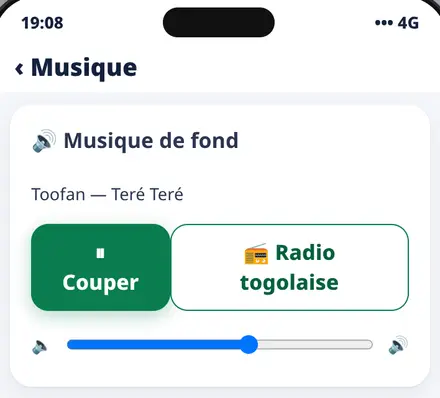 19:08
••• 4G
‹ Musique
🔊 Musique de fond
Toofan — Teré Teré
⏸
Couper
📻 Radio
togolaise
🔈
🔊